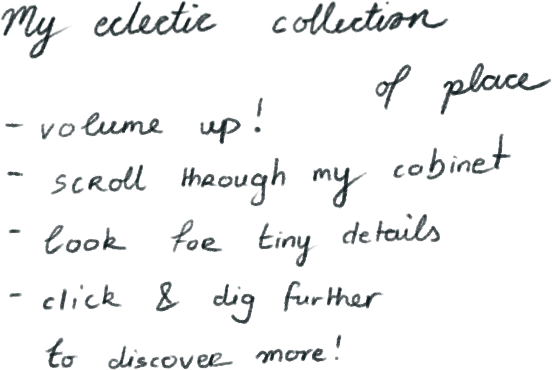 My eclectic collection
of place
- volume up!
- scroll through my cabinet
- look for tiny details
- click & dig further
to discover more!